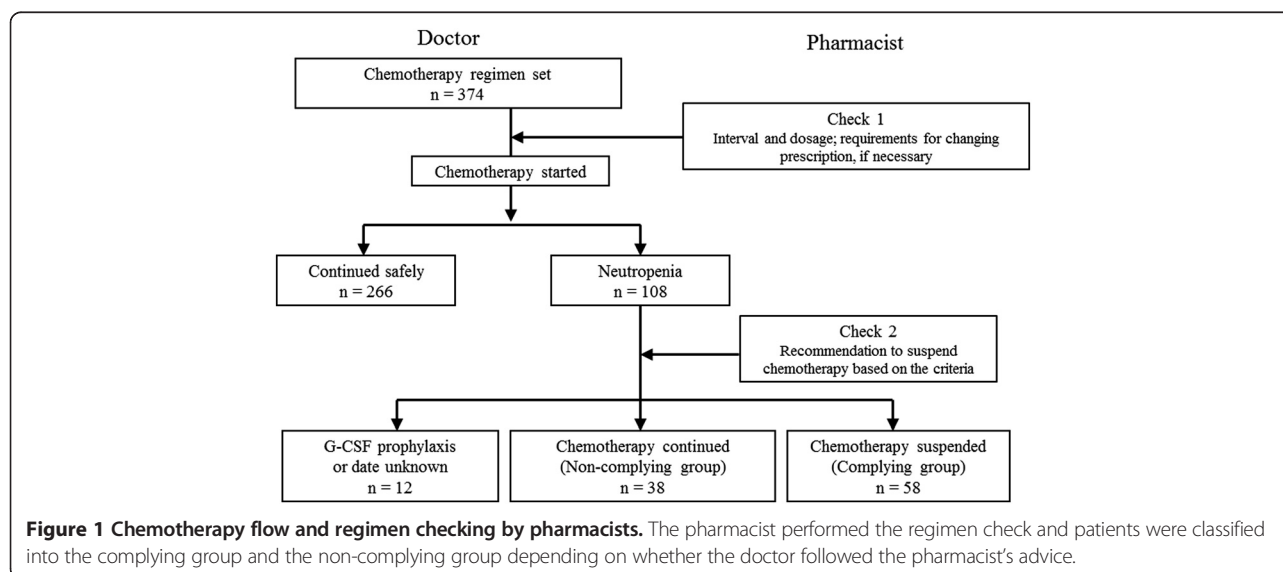 Doctor
Pharmacist
Chemotherapy regimen set
n = 374
Check 1
Interval and dosage; requirements for changing
prescription, if necessary
Chemotherapy started
Continued safely
n = 266
Neutropenia
n = 108
Check 2
Recommendation to suspend
chemotherapy based on the criteria
G-CSF prophylaxis
or date unknown
n = 12
Chemotherapy continued
(Non-complying group)
n = 38
Chemotherapy suspended
(Complying group)
n = 58
Figure 1 Chemotherapy flow and regimen checking by pharmacists. The pharmacist performed the regimen check and patients were classified
into the complying group and the non-complying group depending on whether the doctor followed the pharmacist's advice.